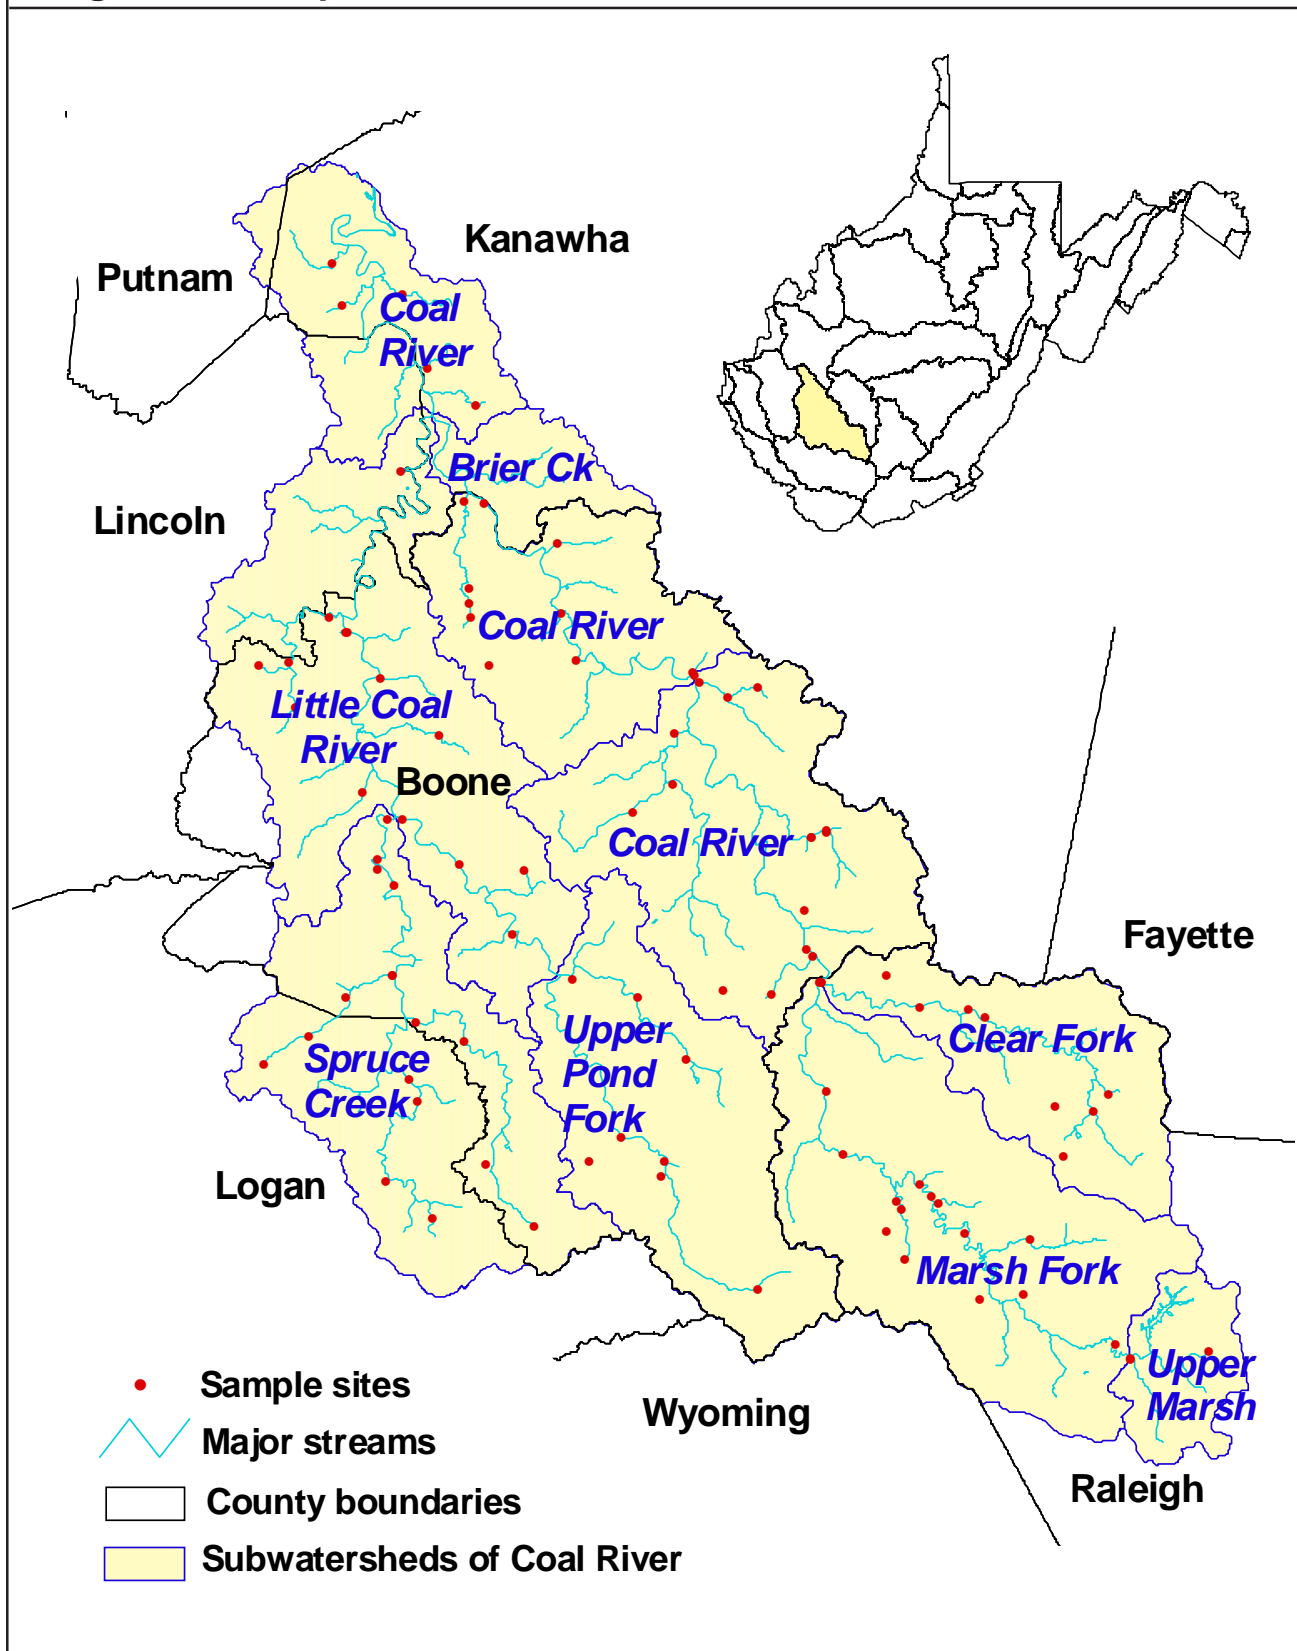 Kanawha
Putnam
Coal
River
Brier Ck
Lincoln
Coal River
Little Coal
River
Boone
Coal River
Fayette
Upper
Pond
Fork
Clear Fork
Spruce
Creek
Logan
Marsh Fork
Upper
Marsh
Wyoming
Raleigh
Sample sites
Major streams
County boundaries
Subwatersheds of Coal River